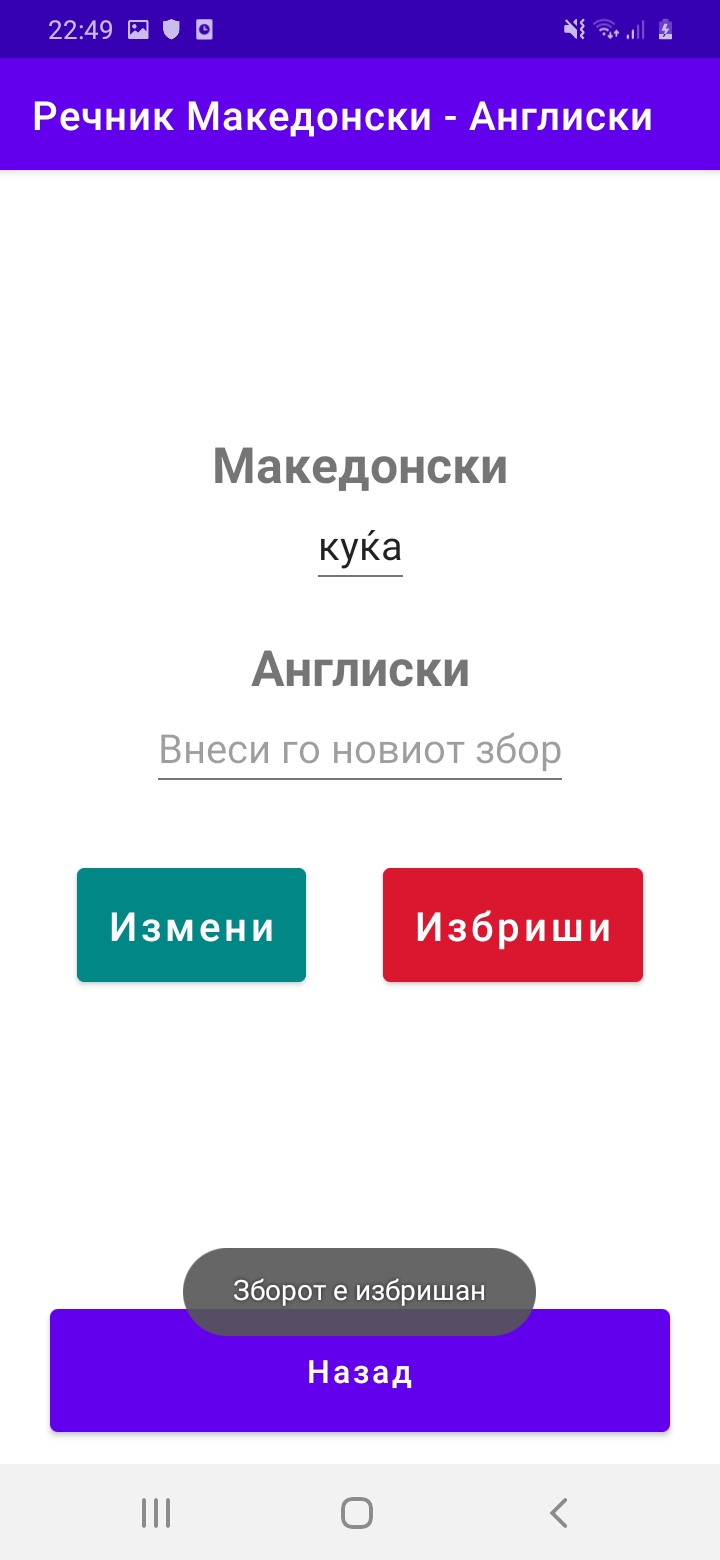 22:49
Речник Македонски - Англиски
Македонски
куќа
Англиски
Внеси го новиот збор
Измени
Избриши
Зборот е избришан
Назад